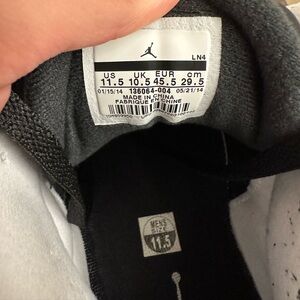 LN4
US UK EUR cm
11.5 10.5 45.5 29.5
01/15/14 136064-004 05/21/14
MADE IN CHINA
FABRIQUE EN CHINE
MEN'S
SIZE
11.5